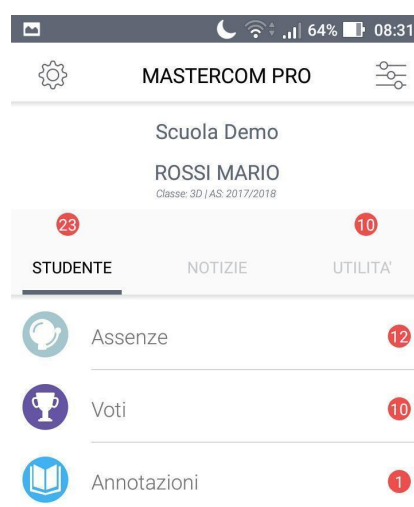 64% 08:31
MASTERCOM PRO
Scuola Demo
ROSSI MARIO
Classe: 3D | AS: 2017/2018
23 10
STUDENTE NOTIZIE UTILITA'
Assenze 12
Voti 10
Annotazioni 1